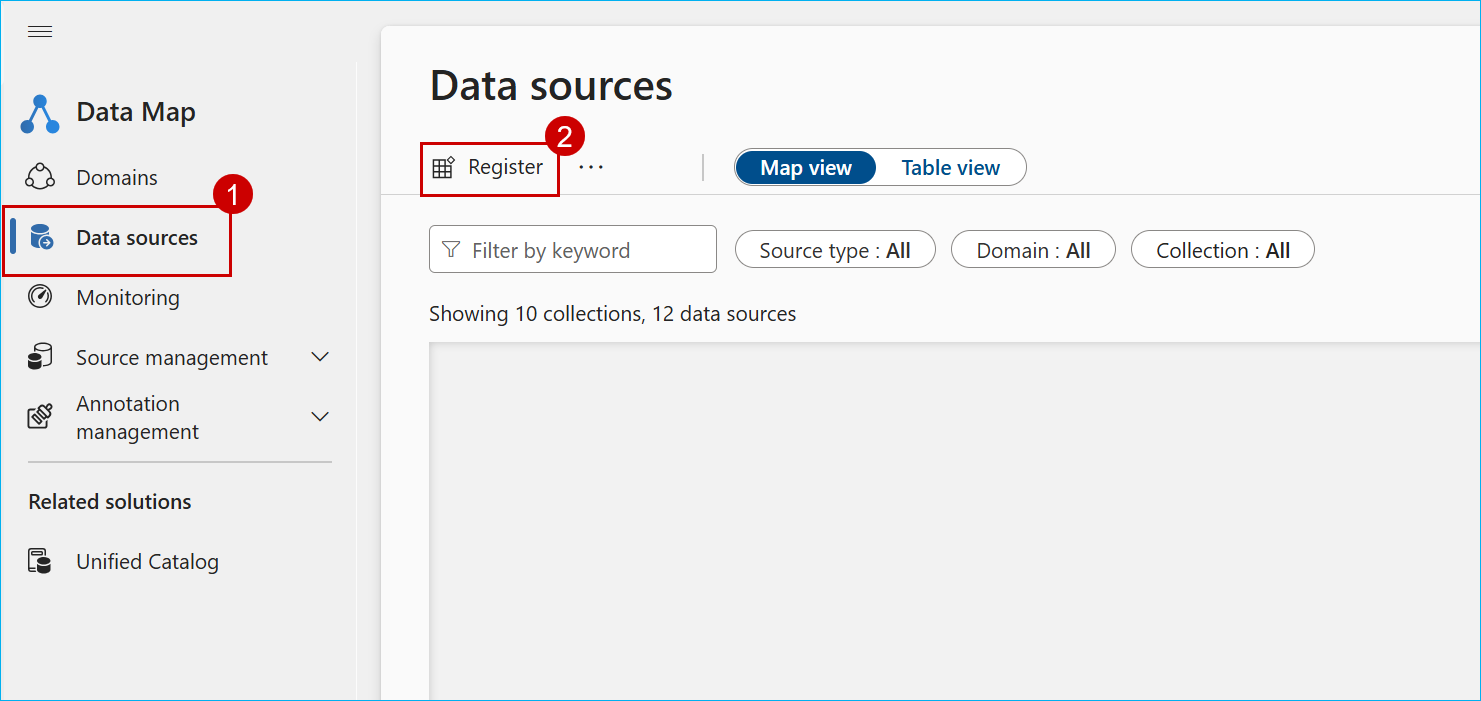 Data Map
Domains
1
Data sources
Monitoring
Source management
Annotation
management
Related solutions
Unified Catalog
Data sources
2
Register ...
Map view Table view
Filter by keyword Source type : All Domain : All Collection : All
Showing 10 collections, 12 data sources